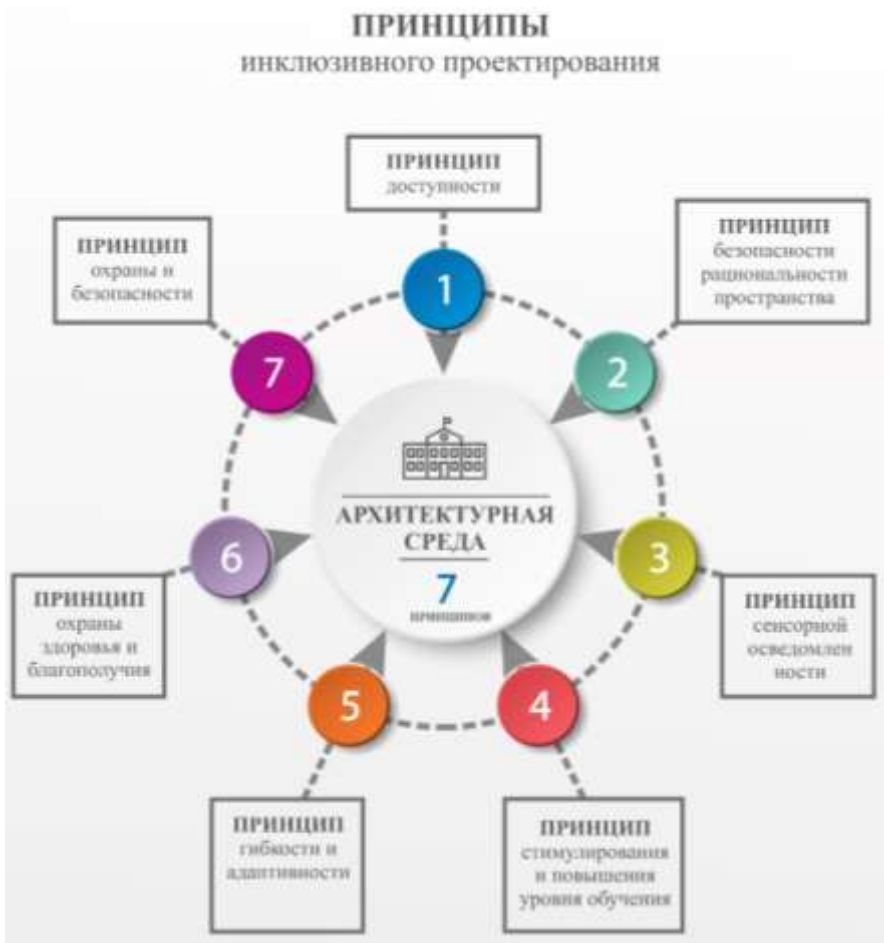 ПРИНЦИПЫ
инклюзивного проектирования
ПРИНЦИП
доступности
1
ПРИНЦИП
безопасности
рациональности
пространства
2
ПРИНЦИП
сенсорной
осведомлен
ности
3
ПРИНЦИП
стимулирования
и повышения
уровня обучения
4
ПРИНЦИП
гибкости и
адаптивности
5
ПРИНЦИП
охраны
здоровья и
благополучия
6
ПРИНЦИП
охраны и
безопасности
7
АРХИТЕКТУРНАЯ
СРЕДА
7
принципов